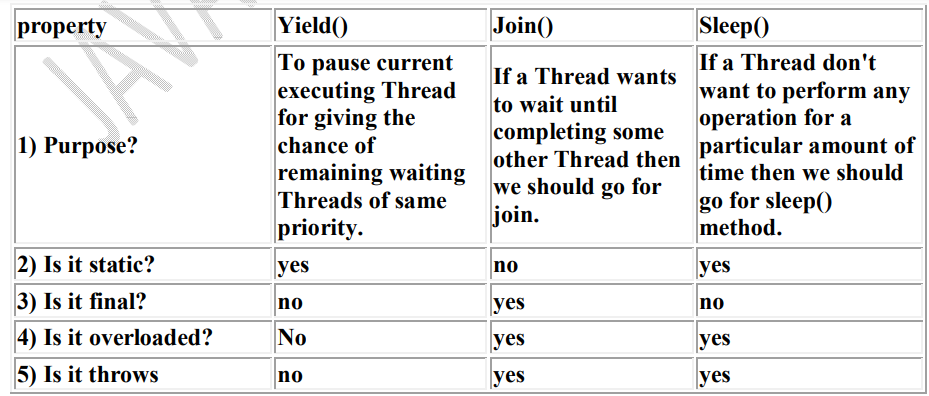 property Yield() Join() Sleep()
1) Purpose?
To pause current
executing Thread
for giving the
chance of
remaining waiting
Threads of same
priority.
If a Thread wants
to wait until
completing some
other Thread then
we should go for
join.
If a Thread don't
want to perform any
operation for a
particular amount of
time then we should
go for sleep()
method.
2) Is it static? yes no yes
3) Is it final? no yes no
4) Is it overloaded? No yes yes
5) Is it throws no yes yes
JAVA